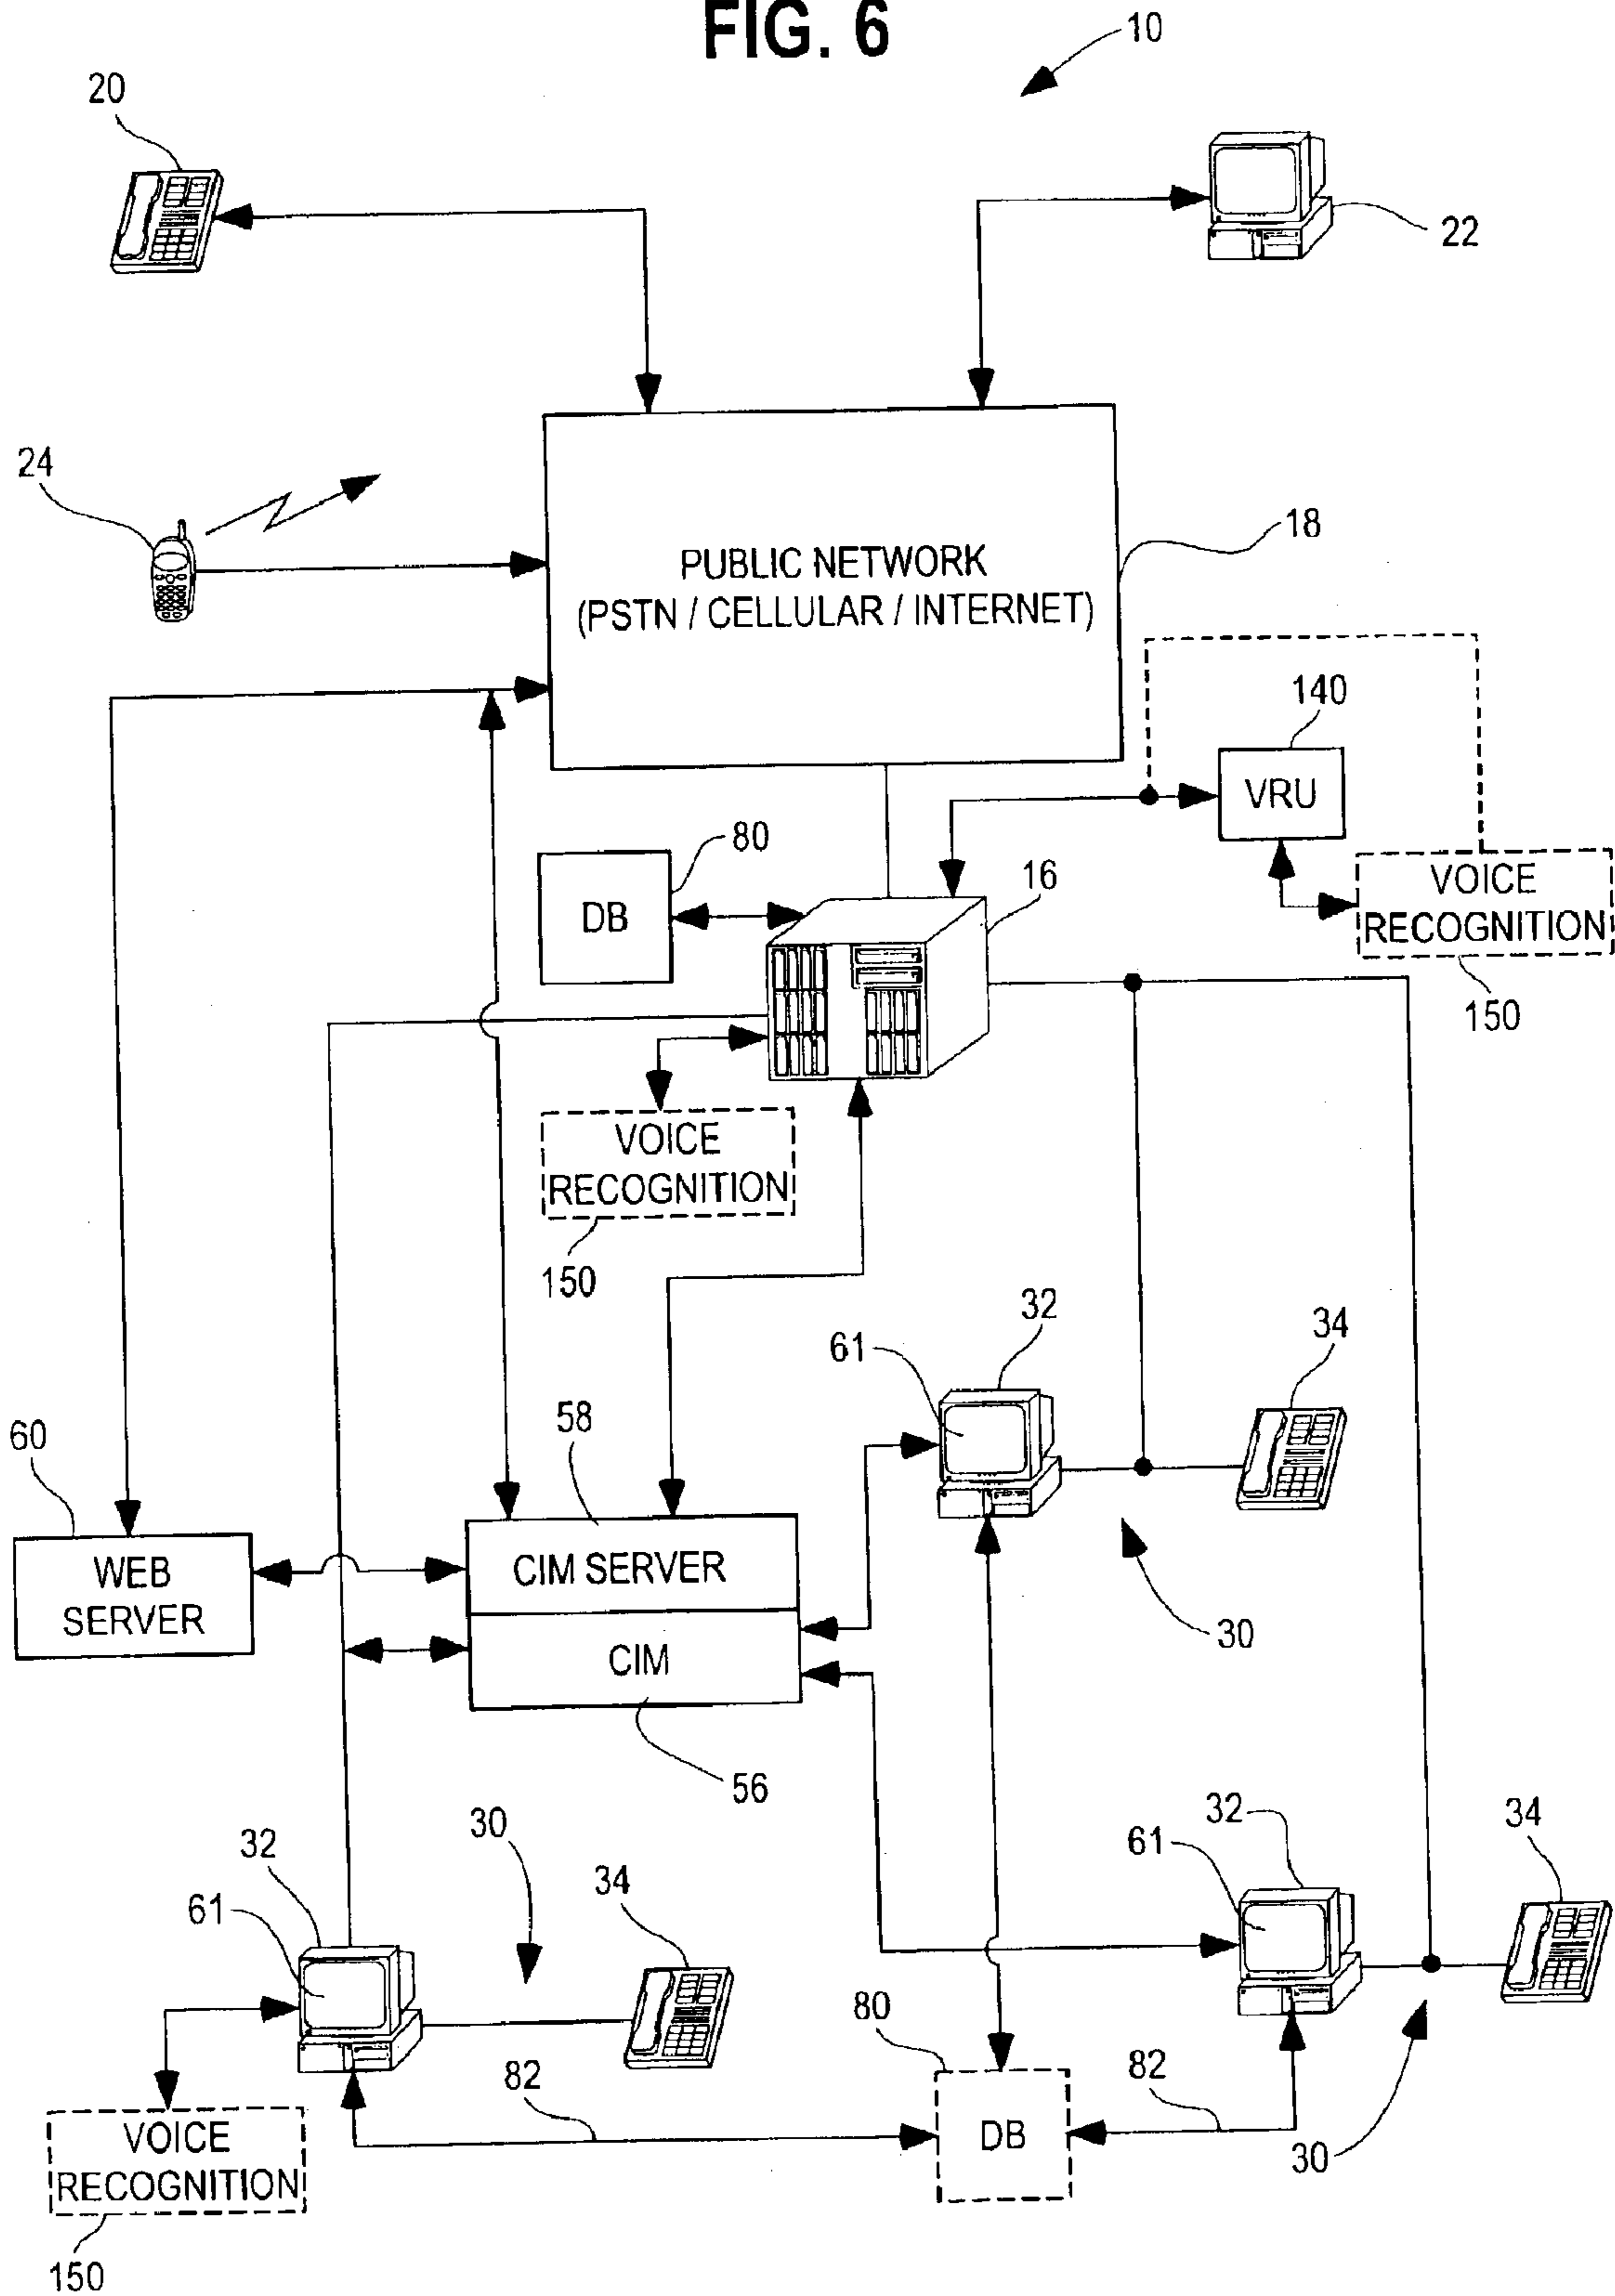 FIG. 6
10
20
22
24
18
PUBLIC NETWORK
(PSTN / CELLULAR / INTERNET)
140
VRU
80
DB
16
VOICE
RECOGNITION
150
VOICE
RECOGNITION
150
32
61
34
58
60
CIM SERVER
WEB
SERVER
30
CIM
56
32
30
34
61
32
34
61
80
82
82
DB
30
VOICE
RECOGNITION
150